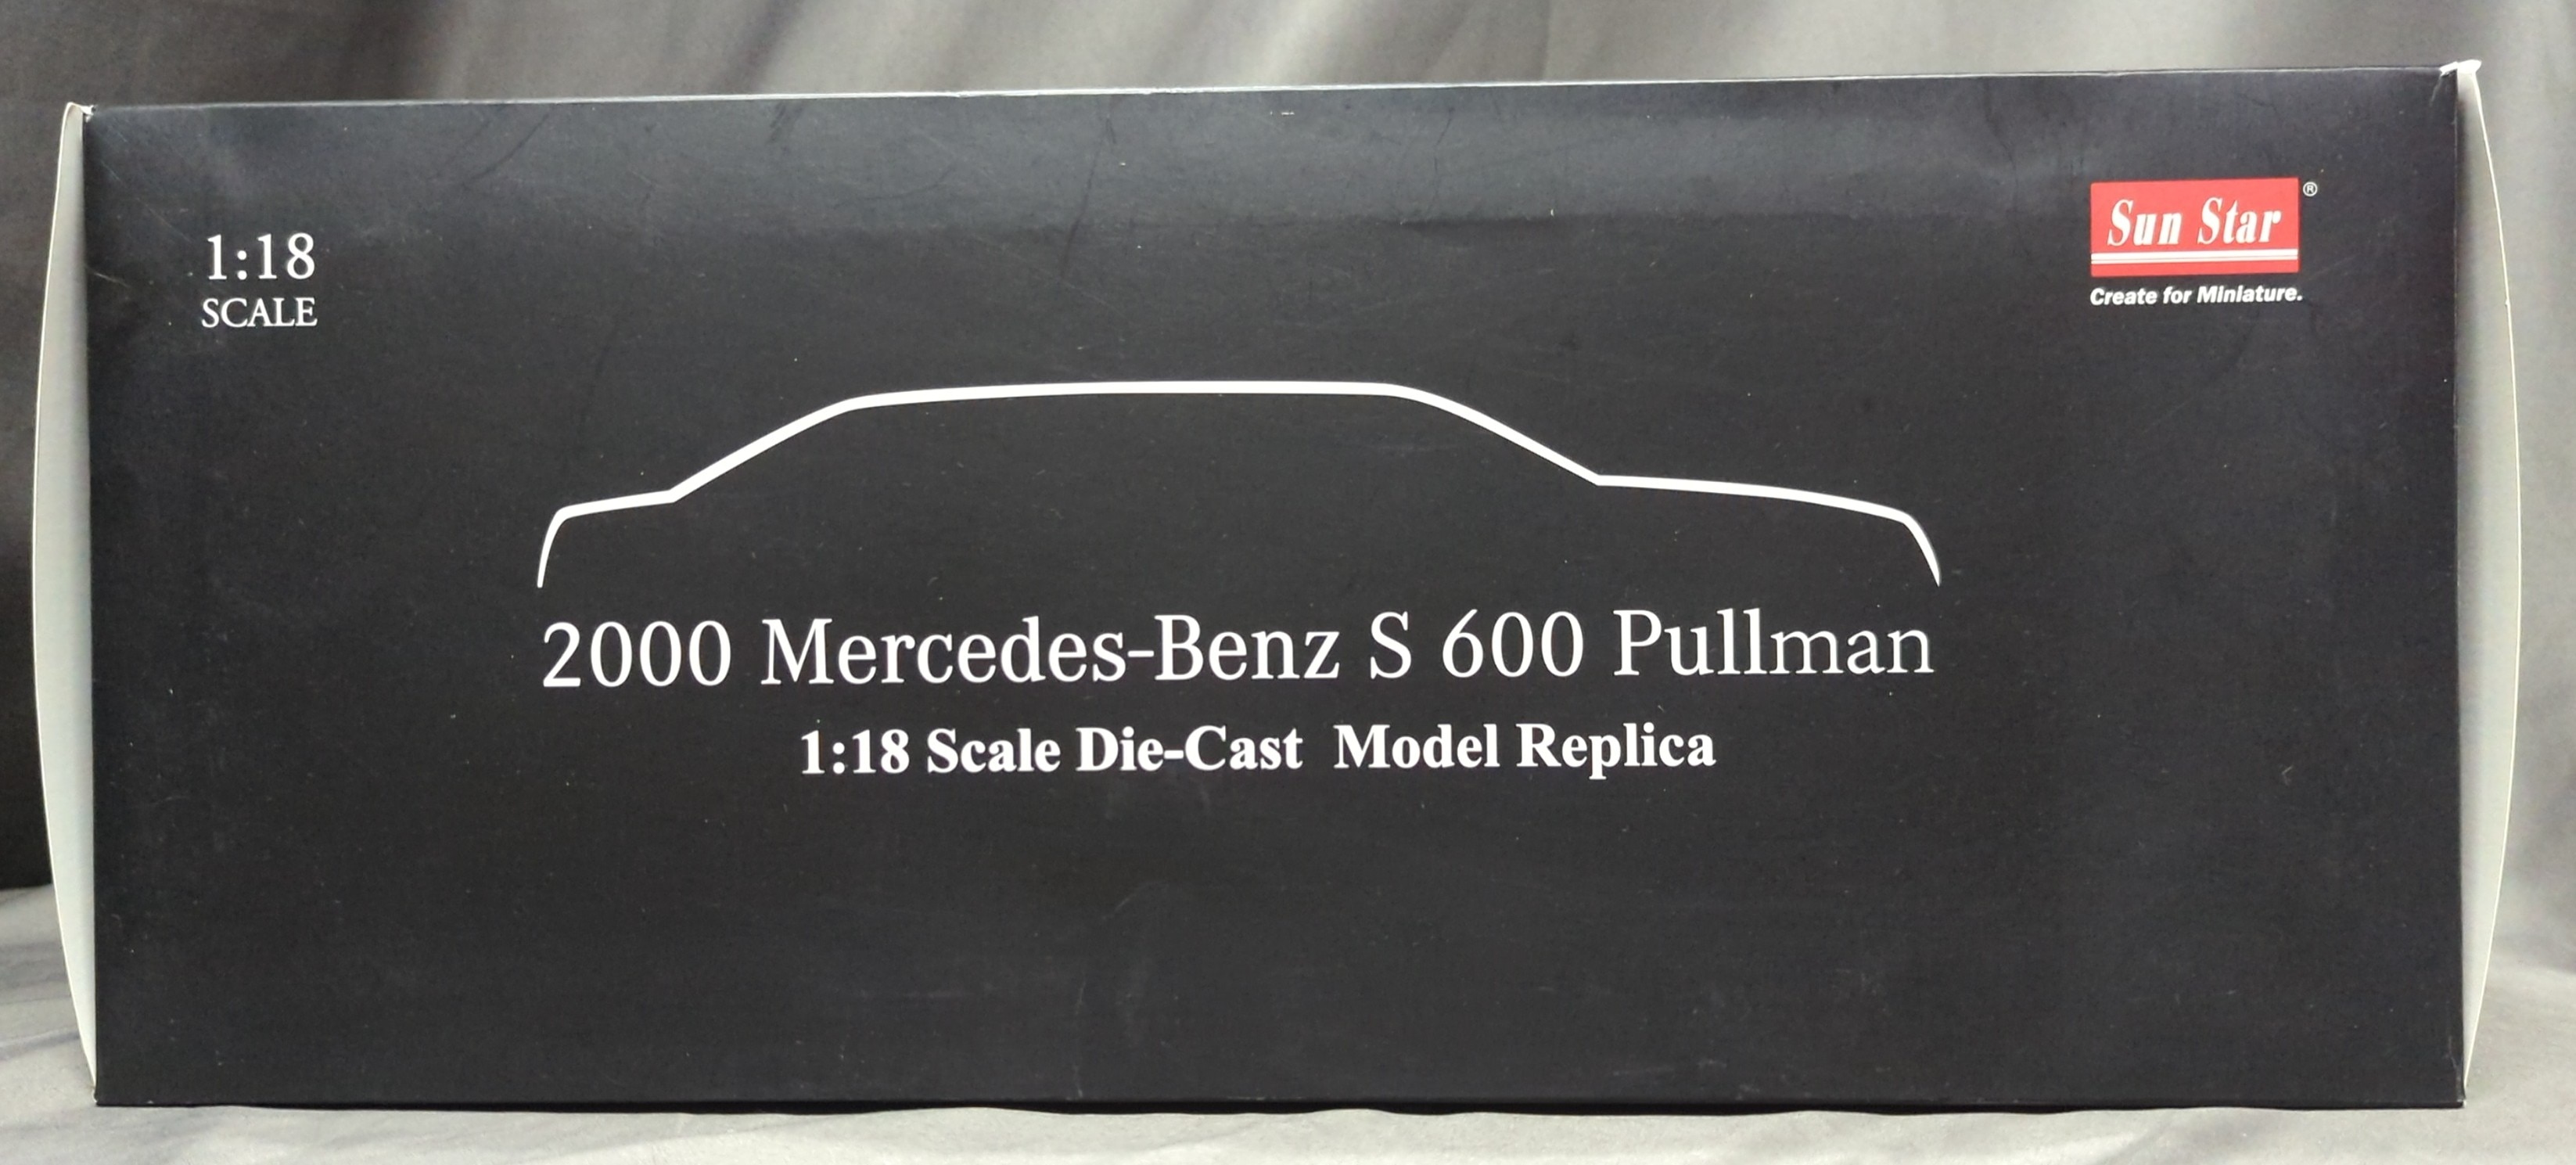 1:18
SCALE
Sun Star ®
Create for Miniature.
2000 Mercedes-Benz S 600 Pullman
1:18 Scale Die-Cast Model Replica